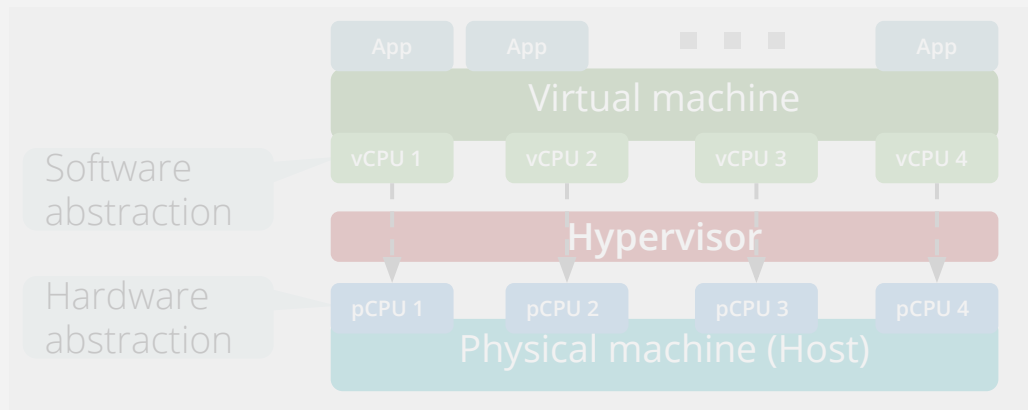 App
App
App
Virtual machine
vCPU 1
vCPU 2
vCPU 3
vCPU 4
Software
abstraction
Hypervisor
Hardware
abstraction
pCPU 1
pCPU 2
pCPU 3
pCPU 4
Physical machine (Host)